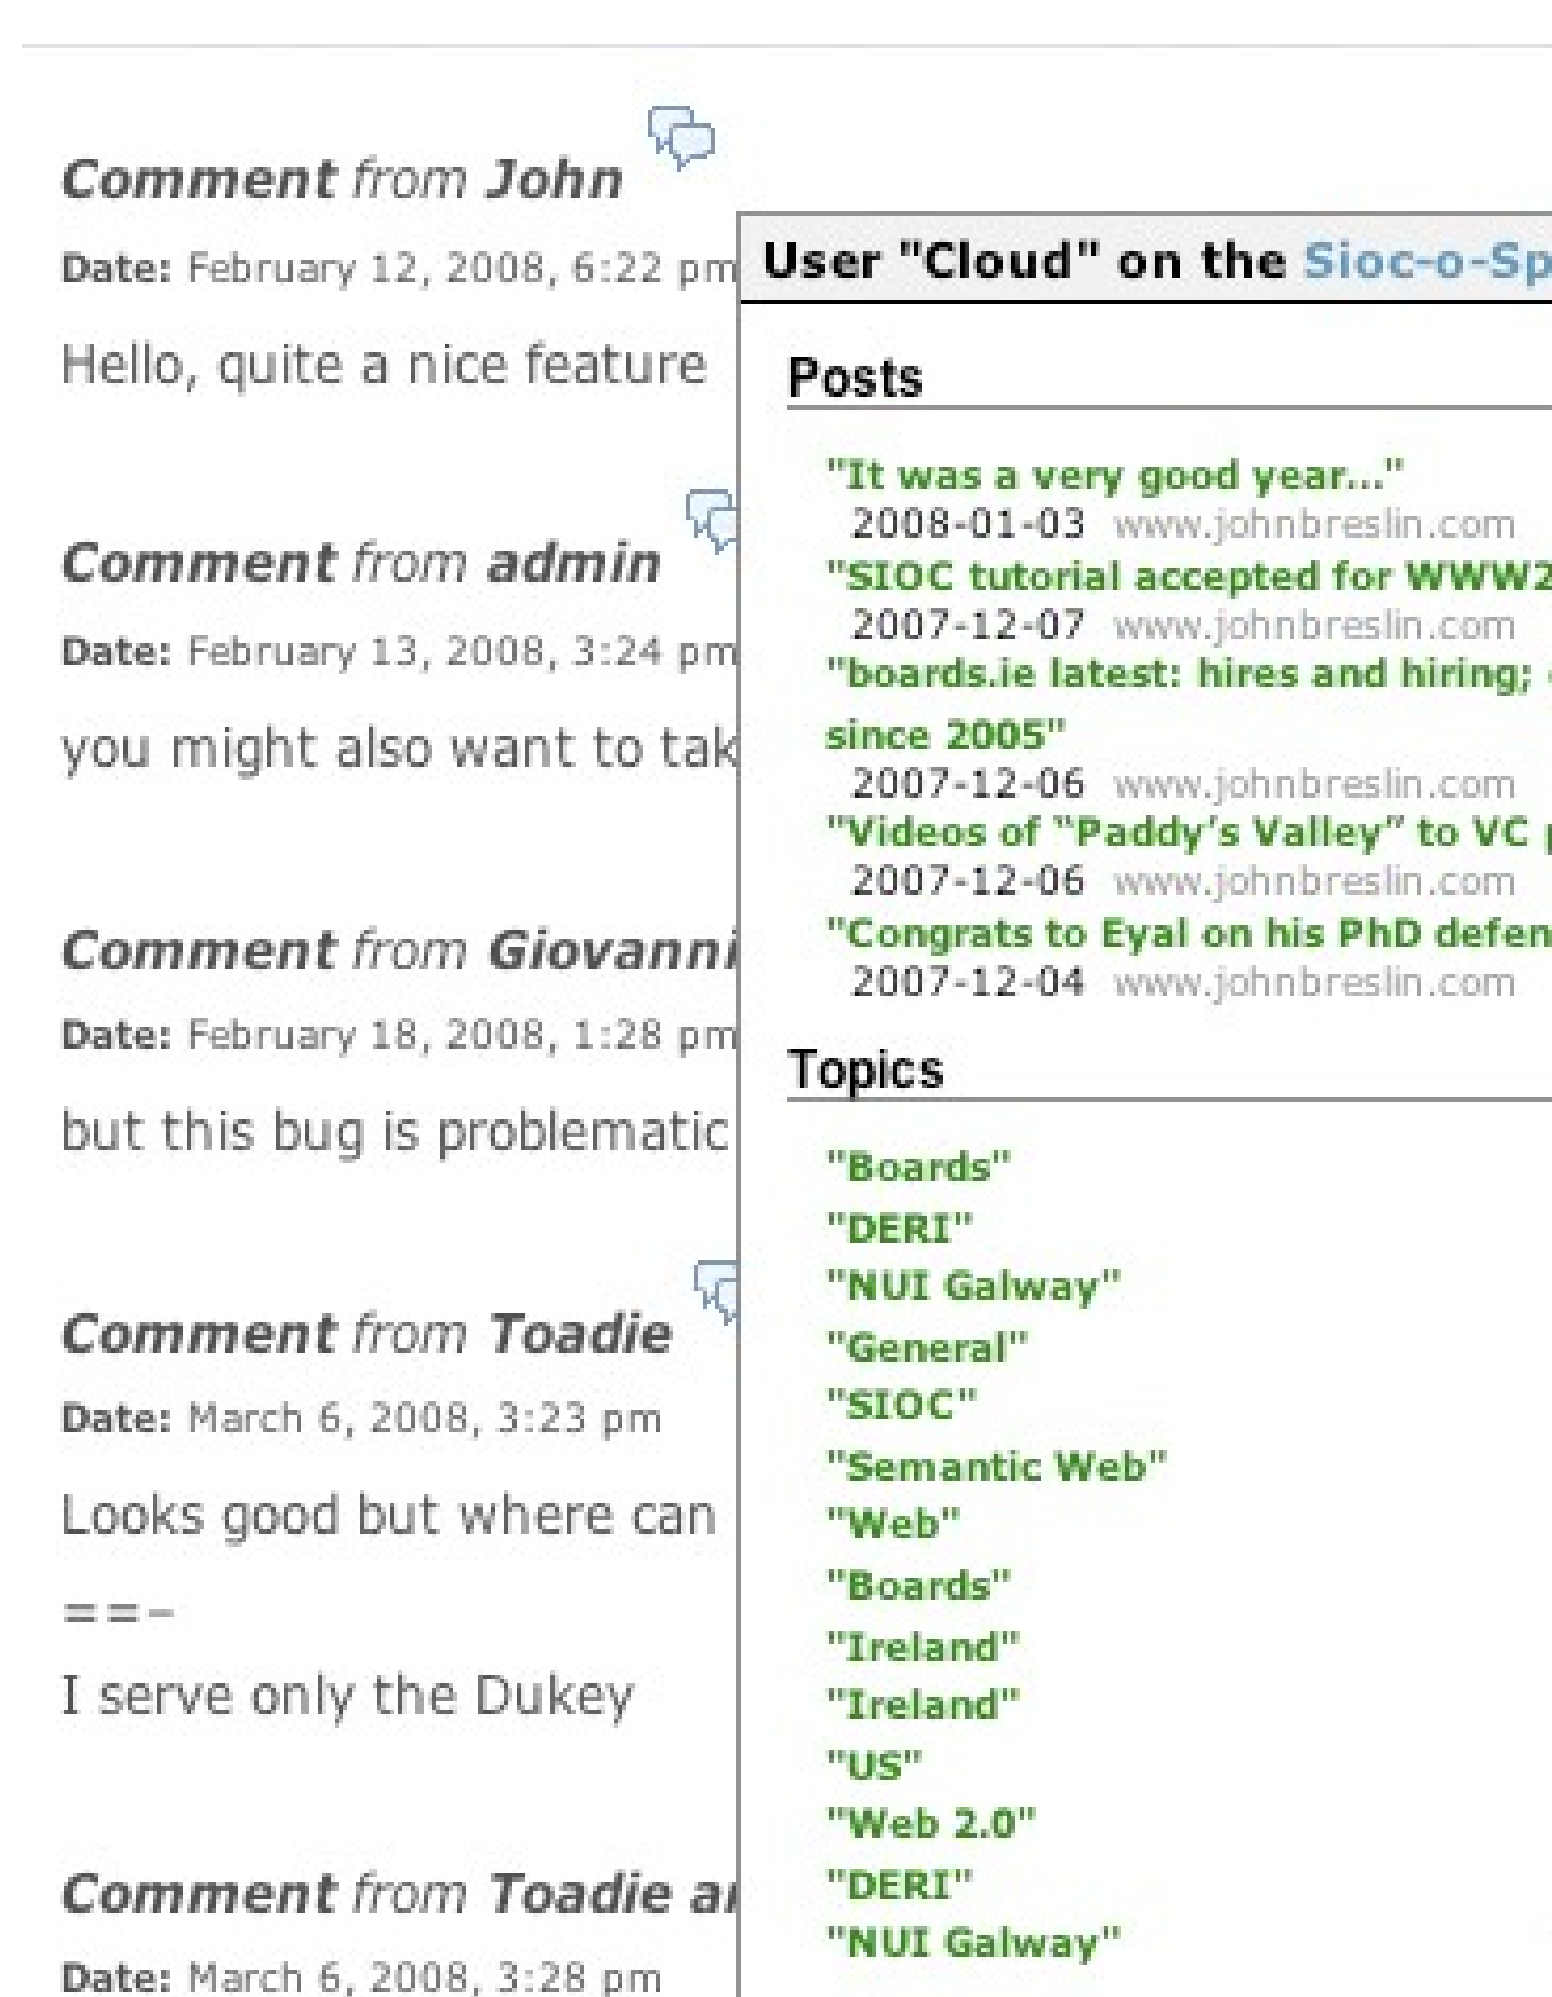 Comment from John
Date: February 12, 2008, 6:22 pm
Hello, quite a nice feature
Comment from admin
Date: February 13, 2008, 3:24 pm
you might also want to tak
Comment from Giovanni
Date: February 18, 2008, 1:28 pm
but this bug is problematic
Comment from Toadie
Date: March 6, 2008, 3:23 pm
Looks good but where can
==-
I serve only the Dukey
Comment from Toadie
Date: March 6, 2008, 3:28 pm
User "Cloud" on the Sioc-o-Sp
Posts
"It was a very good year..."
2008-01-03 www.johnbreslin.com
"SIOC tutorial accepted for WWW2
2007-12-07 www.johnbreslin.com
"boards.ie latest: hires and hiring;
since 2005"
2007-12-06 www.johnbreslin.com
"Videos of “Paddy’s Valley” to VC
2007-12-06 www.johnbreslin.com
"Congrats to Eyal on his PhD defen
2007-12-04 www.johnbreslin.com
Topics
"Boards"
"DERI"
"NUI Galway"
"General"
"SIOC"
"Semantic Web"
"Web"
"Boards"
"Ireland"
"Ireland"
"US"
"Web 2.0"
"DERI"
"NUI Galway"